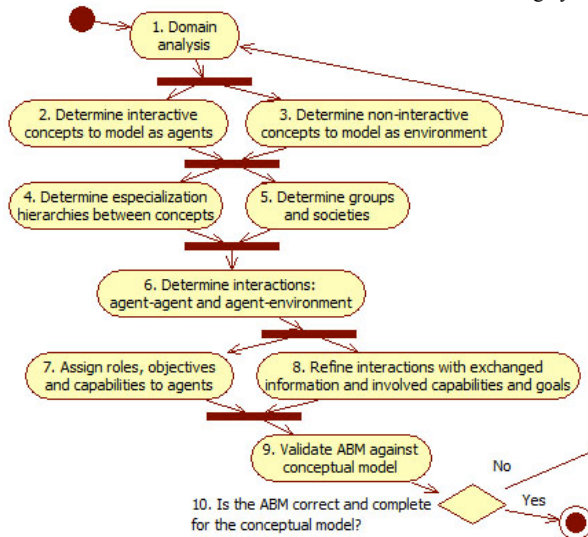 1. Domain
analysis
2. Determine interactive
concepts to model as agents
3. Determine non-interactive
concepts to model as environment
4. Determine especialization
hierarchies between concepts
5. Determine groups
and societies
6. Determine interactions:
agent-agent and agent-environment
7. Assign roles, objectives
and capabilities to agents
8. Refine interactions with exchanged
information and involved capabilities and goals
9. Validate ABM against
conceptual model
No
10. Is the ABM correct and complete
for the conceptual model?
Yes